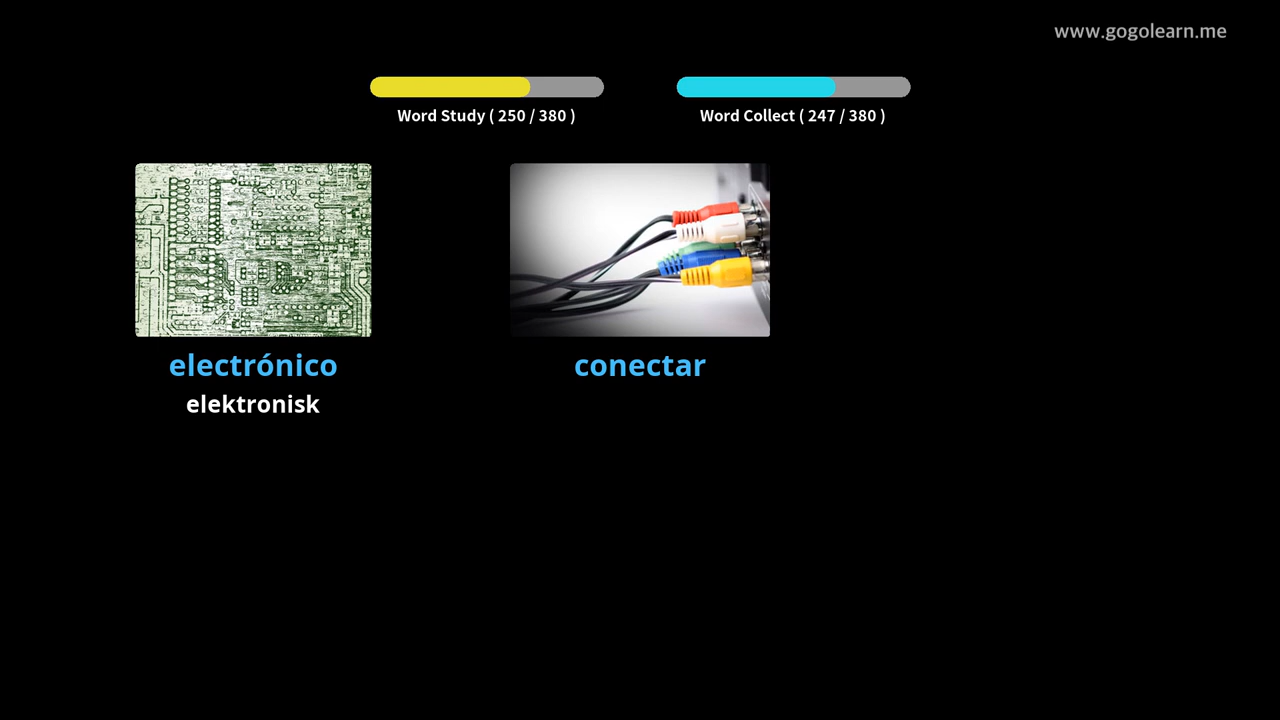 www.gogolearn.me
Word Study ( 250 / 380 )
Word Collect ( 247 / 380 )
electrónico
conectar
elektronisk